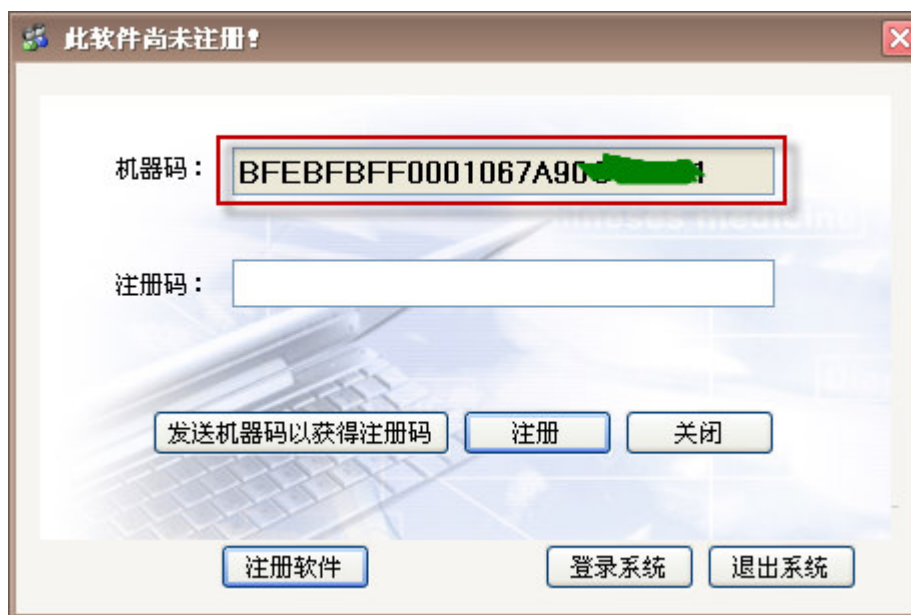 此软件尚未注册!
机器码：
BFEBFBFF0001067A90
注册码：
发送机器码以获得注册码 注册 关闭
注册软件 登录系统 退出系统